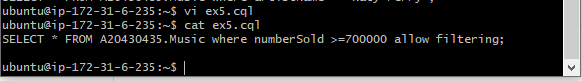 ubuntu@ip-172-31-6-235:~$ vi ex5.cql
ubuntu@ip-172-31-6-235:~$ cat ex5.cql
SELECT * FROM A20430435.Music where numberSold >=700000 allow filtering;
ubuntu@ip-172-31-6-235:~$